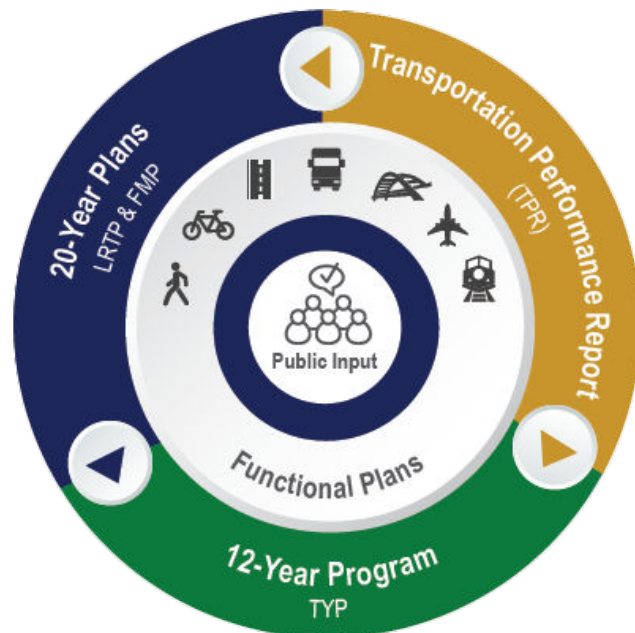 20-Year Plans
LRTP & FMP
Transportation Performance Report
(TPR)
Public Input
Functional Plans
12-Year Program
TYP